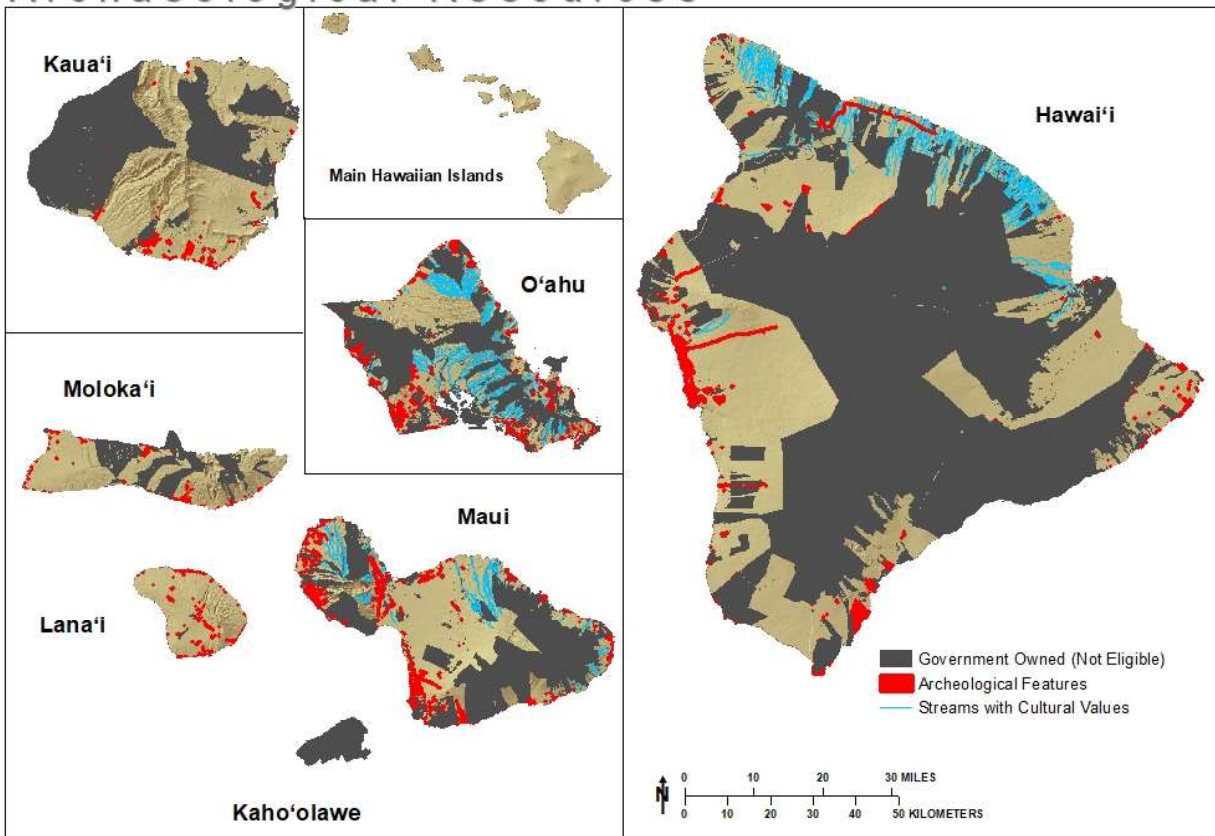 Kaua‘i
Main Hawaiian Islands
Hawai‘i
O‘ahu
Moloka‘i
Maui
Lana‘i
Kaho‘olawe
Government Owned (Not Eligible)
Archeological Features
Streams with Cultural Values
N
0 10 20 30 MILES
0 10 20 30 40 50 KILOMETERS